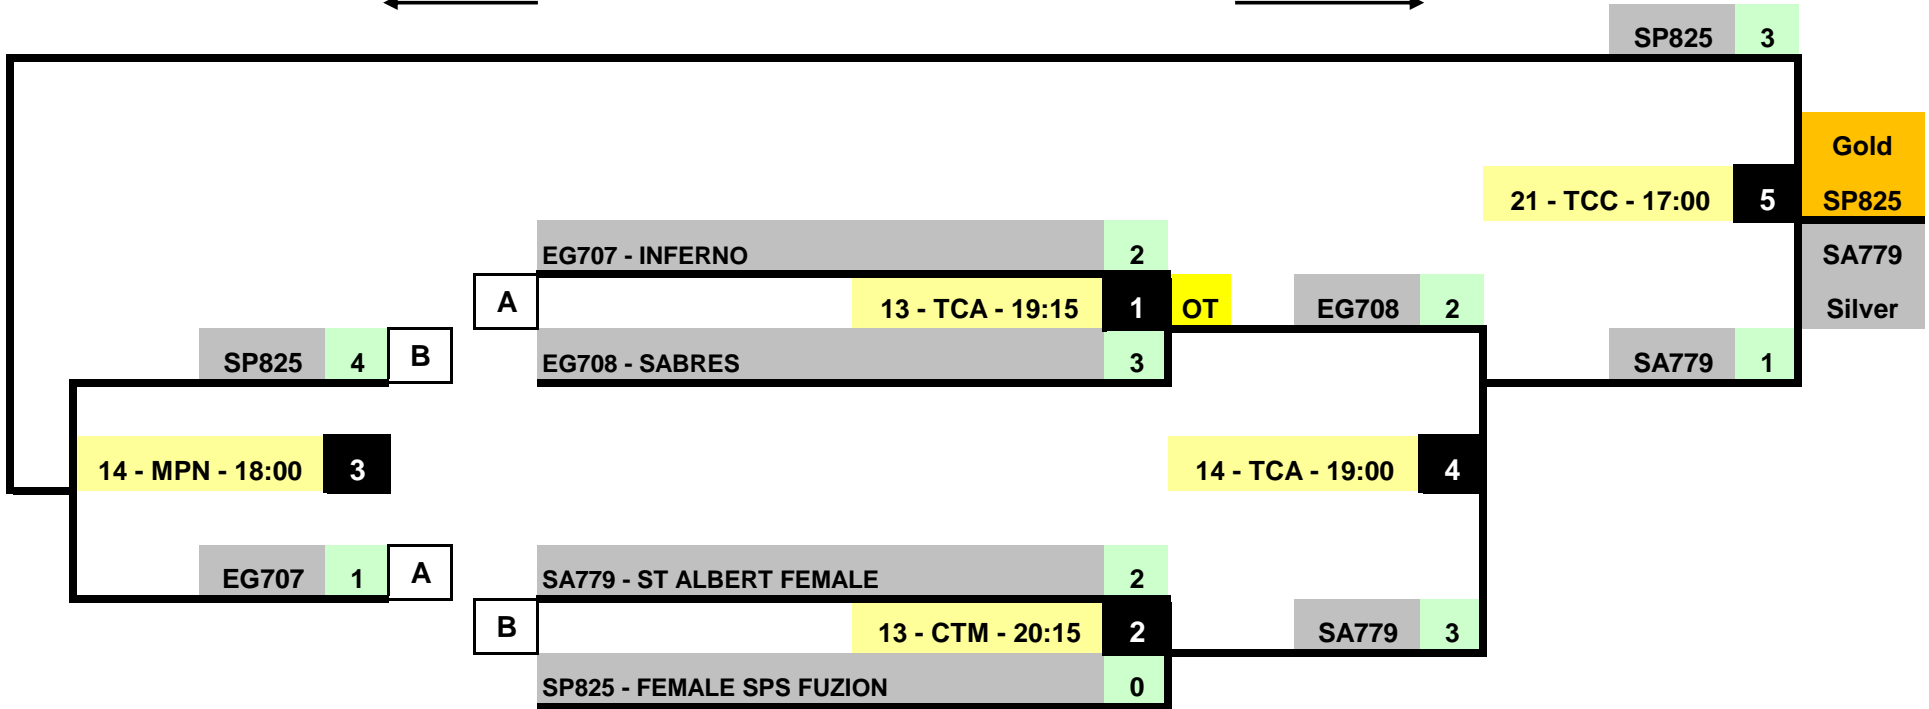 SP825 3
Gold
21 - TCC - 17:00 5 SP825
EG707 - INFERNO 2 SA779
A 13 - TCA - 19:15 1 OT EG708 2 Silver
SP825 4 B EG708 - SABRES 3 SA779 1
14 - MPN - 18:00 3 14 - TCA - 19:00 4
EG707 1 A SA779 - ST ALBERT FEMALE 2
B 13 - CTM - 20:15 2 SA779 3
SP825 - FEMALE SPS FUZION 0